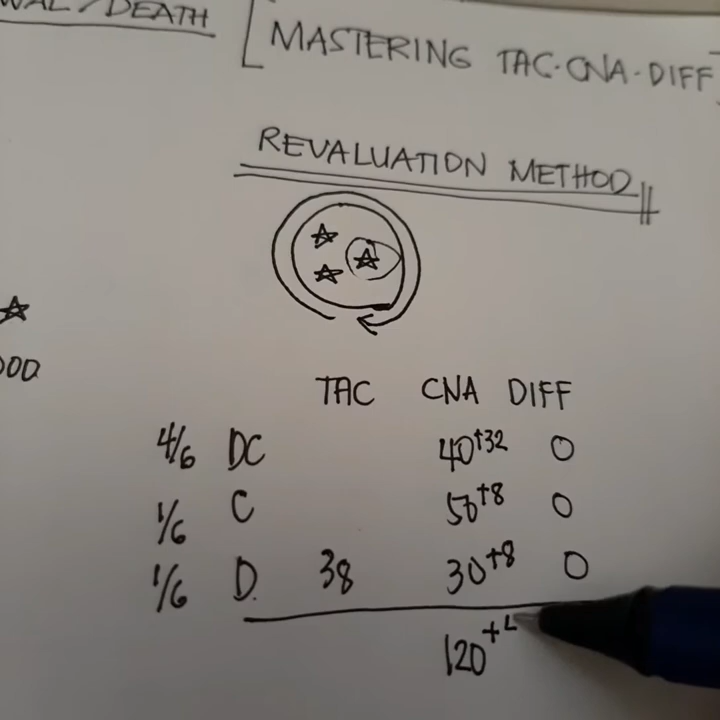 /DEATH
[MASTERING TAC·CNA·DIFF
REVALUATION METHOD
TAC CNA DIFF
4/6 DC 40+32 0
1/6 C 50+8 0
1/6 D. 38 30+8 0
120+